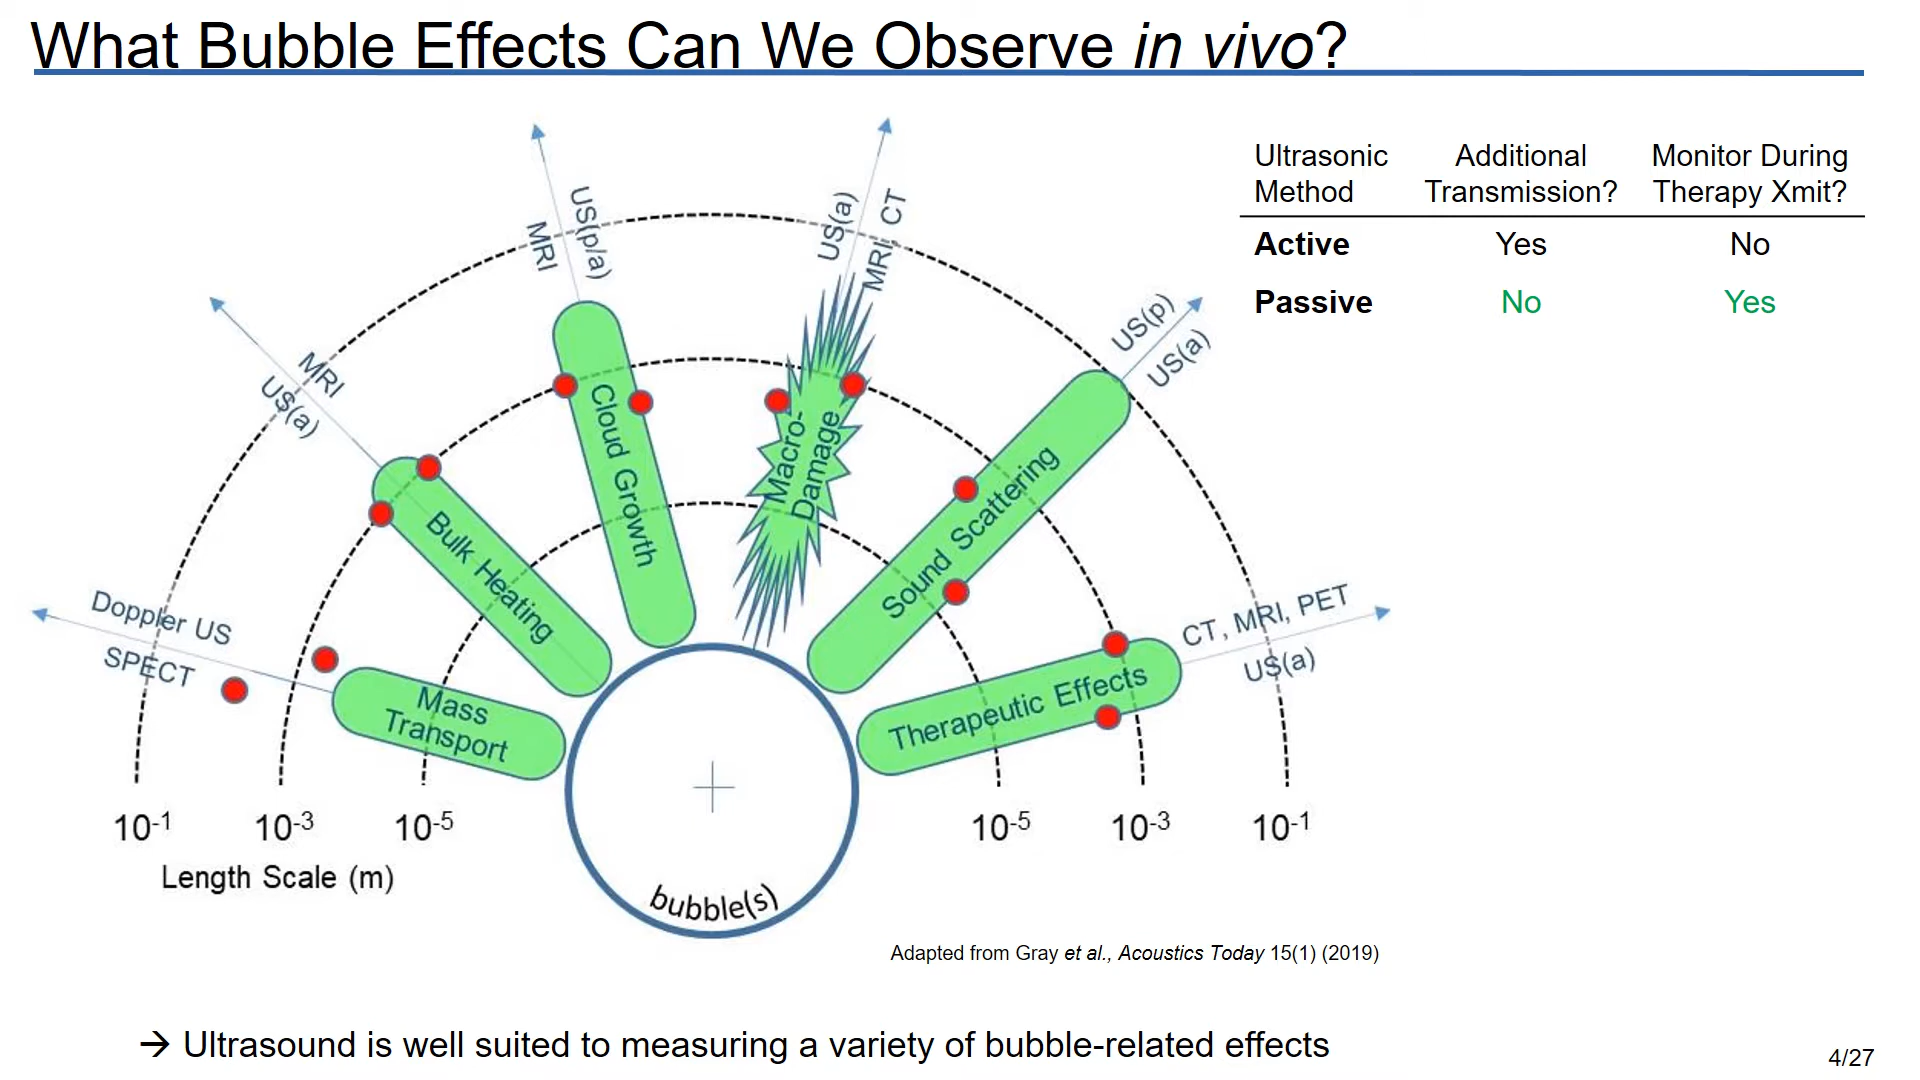 What Bubble Effects Can We Observe in vivo?
Ultrasonic Method
Additional Transmission?
Monitor During Therapy Xmit?
Active Yes No
Passive No Yes
Doppler US
SPECT
Mass
Transport
MRI
US(a)
Bulk Heating
MRI
US(p/a)
Cloud Growth
US(a)
MRI, CT
Macro-
Damage
US(p)
US(a)
Sound Scattering
CT, MRI, PET
US(a)
Therapeutic Effects
10-1 10-3 10-5 10-5 10-3 10-1
Length Scale (m)
bubble(s)
Adapted from Gray et al., Acoustics Today 15(1) (2019)
→ Ultrasound is well suited to measuring a variety of bubble-related effects
4/27